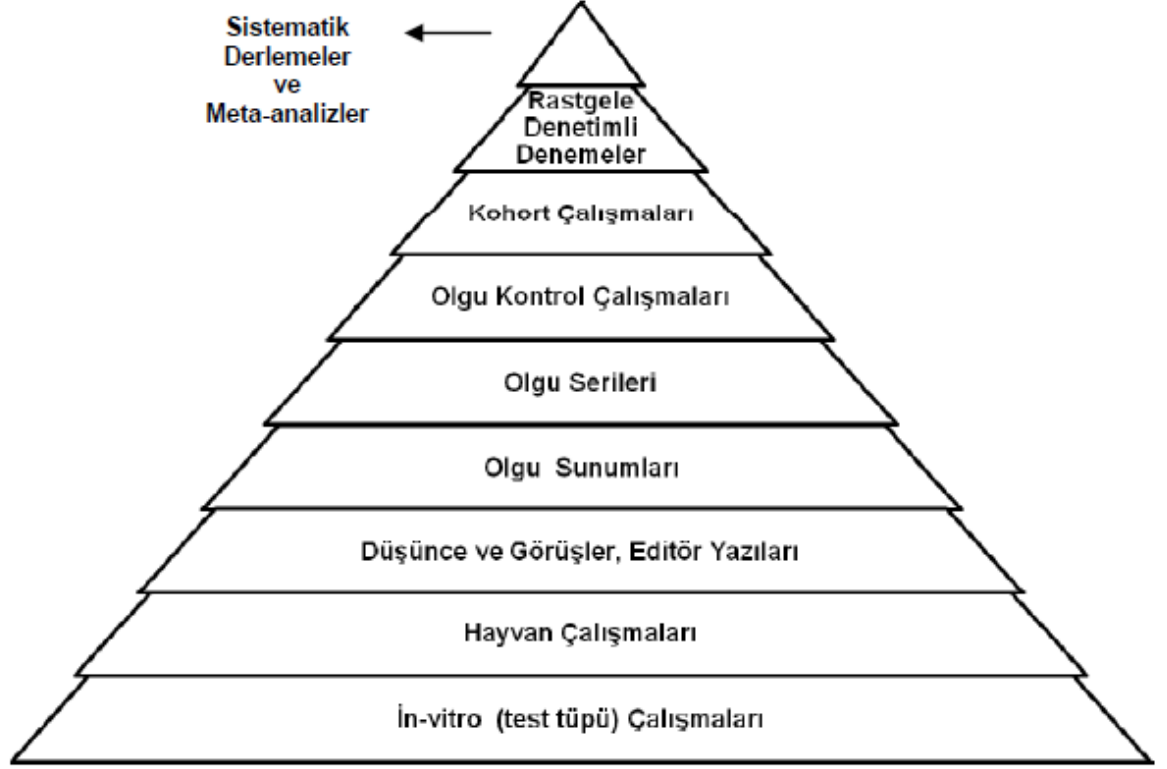 Sistematik
Derlemeler
ve
Meta-analizler
Rastgele
Denetimli
Denemeler
Kohort Çalışmaları
Olgu Kontrol Çalışmaları
Olgu Serileri
Olgu Sunumları
Düşünce ve Görüşler, Editör Yazıları
Hayvan Çalışmaları
İn-vitro (test tüpü) Çalışmaları